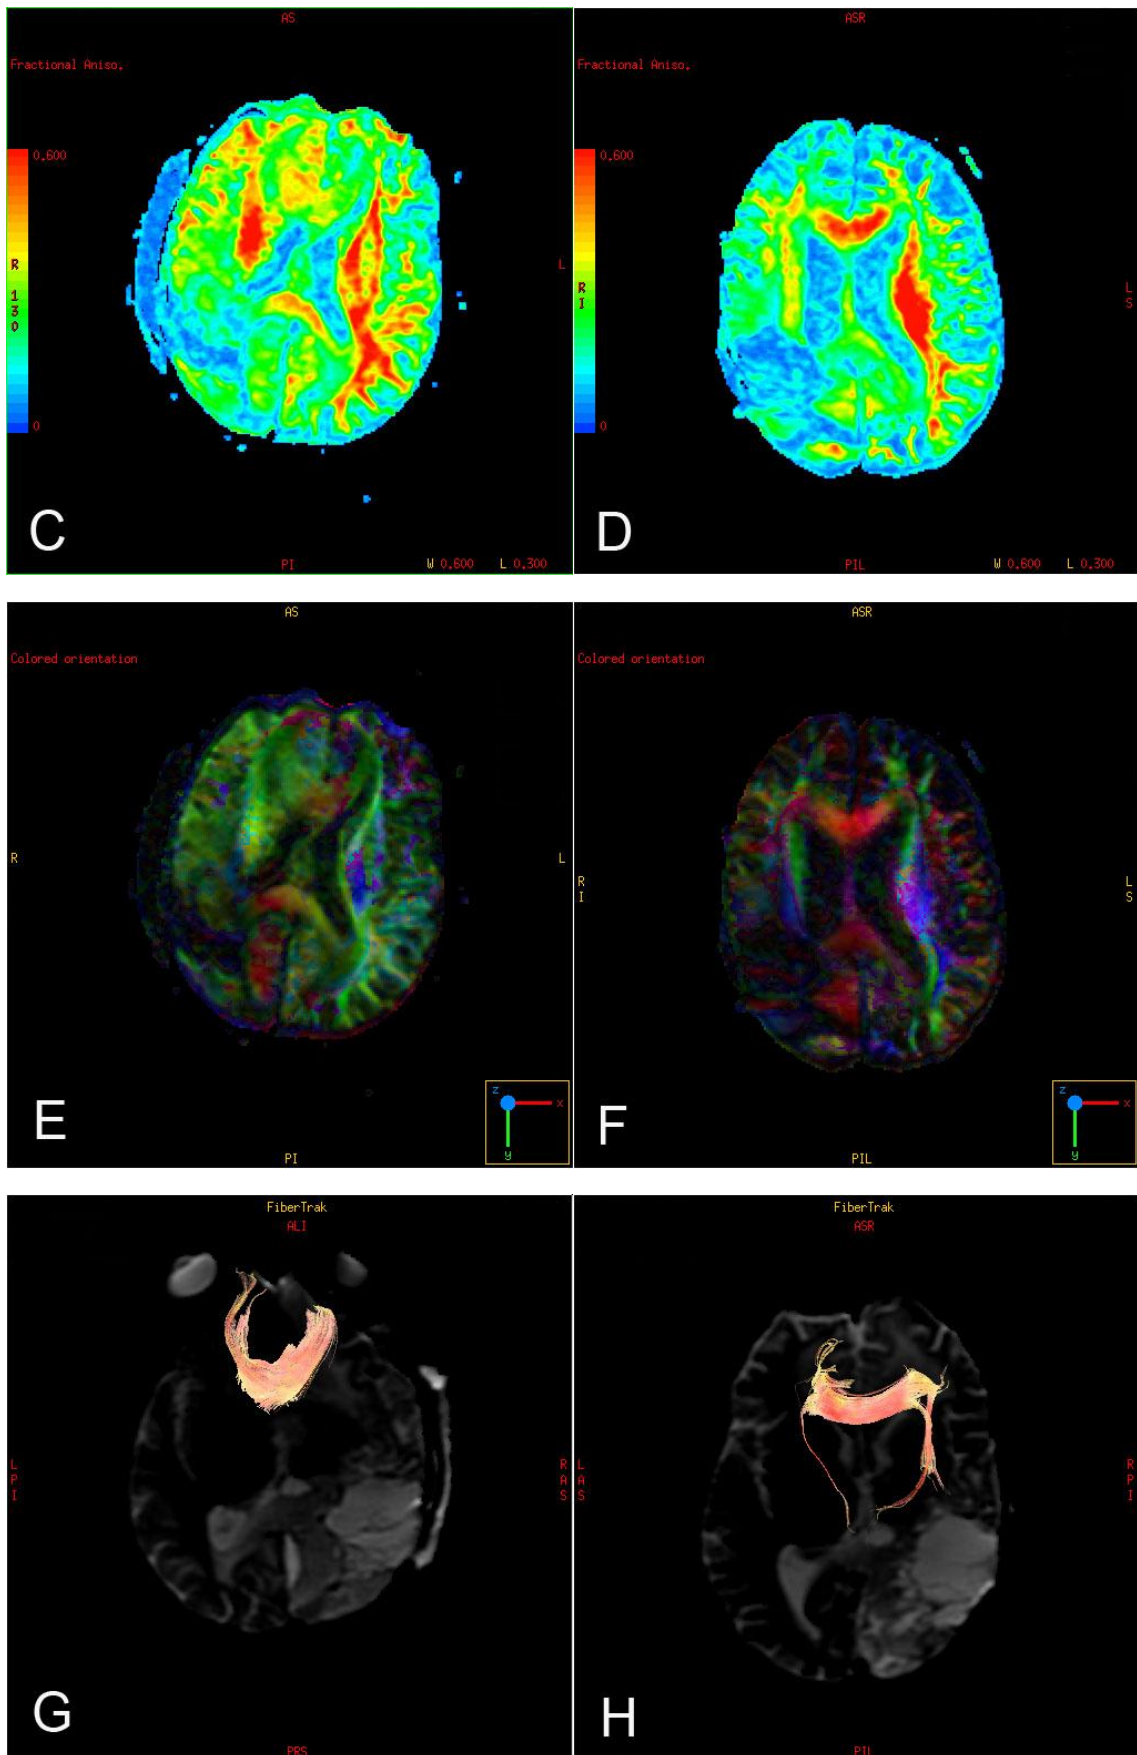 AS
Fractional Aniso.
0.600
R
1
3
0
L
0
C
PI
W 0.600 L 0.300
ASR
Fractional Aniso.
0.600
R
I
L
S
0
D
PIL
W 0.600 L 0.300
AS
Colored orientation
R
L
E
z
x
y
PI
ASR
Colored orientation
R
I
L
S
F
z
x
y
PIL
FiberTrak
ALI
L
P
I
R
A
S
G
PRS
FiberTrak
ASR
L
A
S
R
P
I
H
PIL